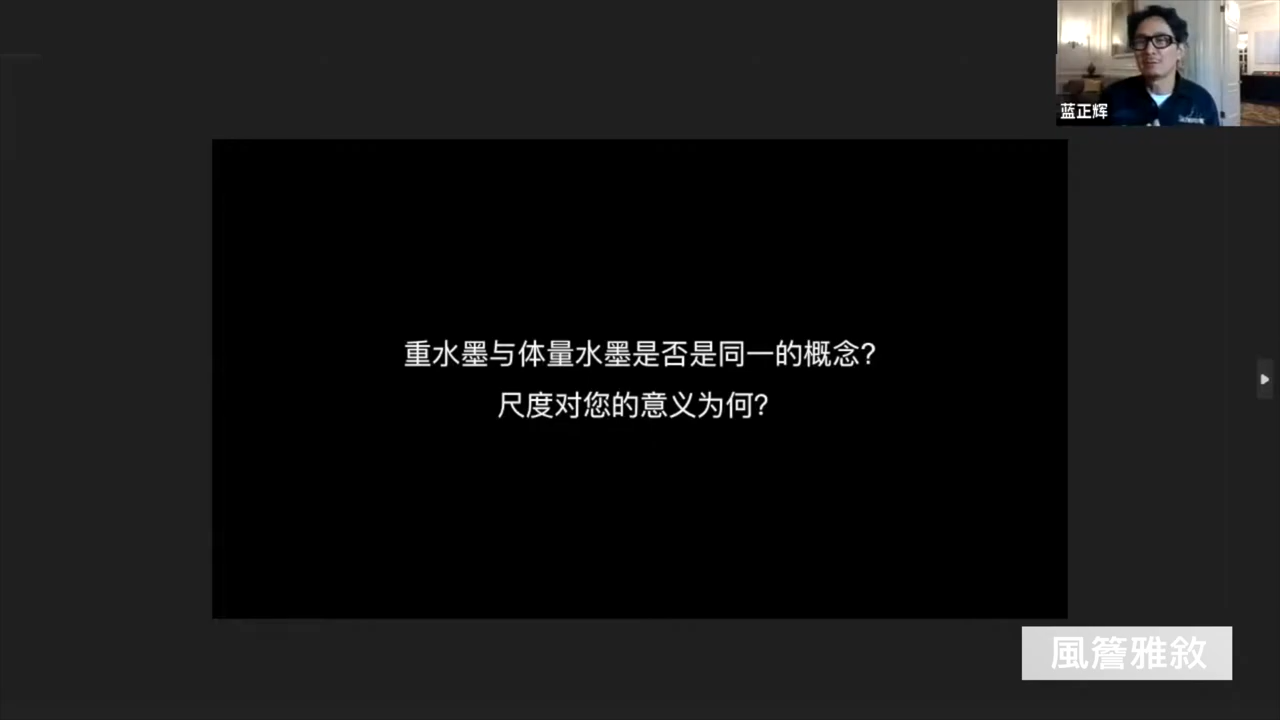 蓝正辉
重水墨与体量水墨是否是同一的概念?
尺度对您的意义为何?
風簷雅敘